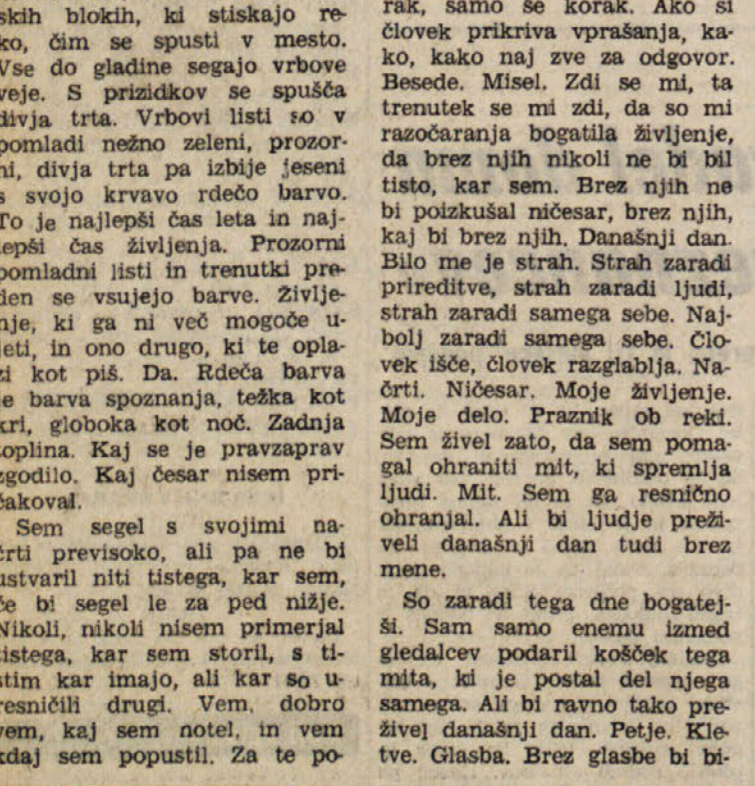 skih blokih, ki stiskajo re-
ko, čim se spusti v mesto.
Vse do gladine segajo vrbove
veje. S prizidkov se spušča
divja trta. Vrbovi listi so v
pomladi nežno zeleni, prozor-
ni, divja trta pa izbije jeseni
s svojo krvavo rdečo barvo.
To je najlepši čas leta in naj-
lepši čas življenja. Prozorni
pomladni listi in trenutki pre-
den se vsujejo barve. Življe-
nje, ki ga ni več mogoče u-
jeti, in ono drugo, ki te opla-
zi kot piš. Da. Rdeča barva
je barva spoznanja, težka kot
kri, globoka kot noč. Zadnja
toplina. Kaj se je pravzaprav
zgodilo. Kaj česar nisem pri-
čakoval.
Sem segel s svojimi na-
črti previsoko, ali pa ne bi
ustvaril niti tistega, kar sem,
če bi segel le za ped nižje.
Nikoli, nikoli nisem primerjal
tistega, kar sem storil, s ti-
stim kar imajo, ali kar so u-
resničili drugi. Vem, dobro
vem, kaj sem notel, in vem
kdaj sem popustil. Za te po-
rak, samo še korak. Ako si
človek prikriva vprašanja, ka-
ko, kako naj zve za odgovor.
Besede. Misel. Zdi se mi, ta
trenutek se mi zdi, da so mi
razočaranja bogatila življenje,
da brez njih nikoli ne bi bil
tisto, kar sem. Brez njih ne
bi poizkušal ničesar, brez njih,
kaj bi brez njih. Današnji dan.
Bilo me je strah. Strah zaradi
prireditve, strah zaradi ljudi,
strah zaradi samega sebe. Naj-
bolj zaradi samega sebe. Člo-
vek išče, človek razglablja. Na-
črti. Ničesar. Moje življenje.
Moje delo. Praznik ob reki.
Sem živel zato, da sem poma-
gal ohraniti mit, ki spremlja
ljudi. Mit. Sem ga resnično
ohranjal. Ali bi ljudje preži-
veli današnji dan tudi brez
mene.
So zaradi tega dne bogatej-
ši. Sam samo enemu izmed
gledalcev podaril košček tega
mita, ki je postal del njega
samega. Ali bi ravno tako pre-
živel današnji dan. Petje. Kle-
tve. Glasba. Brez glasbe bi bi-